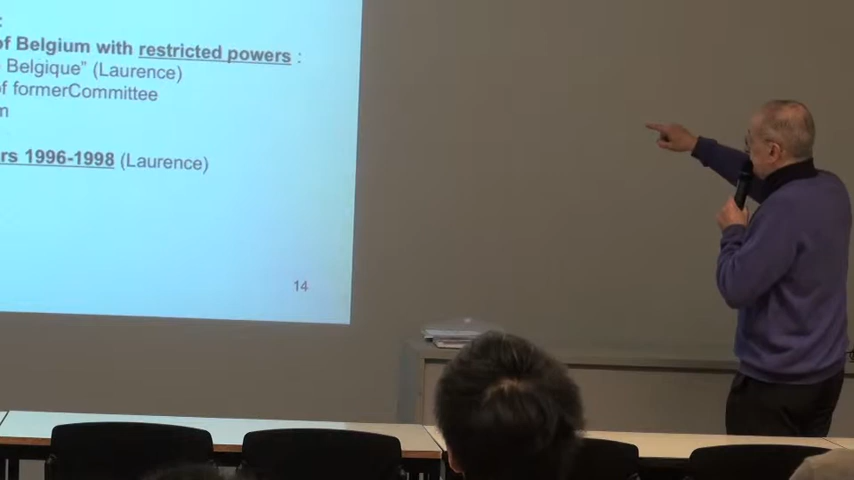 :
of Belgium with restricted powers :
Belgique" (Laurence)
of formerCommittee
m
rs 1996-1998 (Laurence)
14